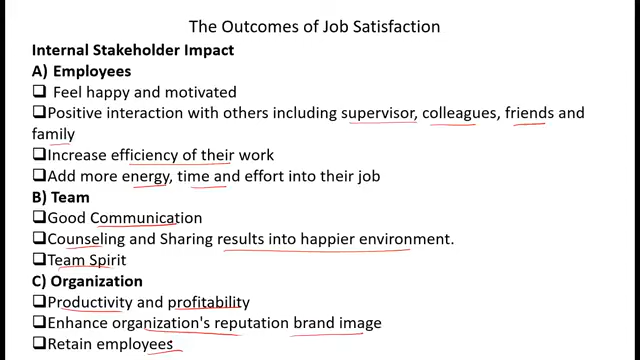 The Outcomes of Job Satisfaction
Internal Stakeholder Impact
A) Employees
❑ Feel happy and motivated
❑Positive interaction with others including supervisor, colleagues, friends and
family
❑Increase efficiency of their work
❑Add more energy, time and effort into their job
B) Team
❑Good Communication
❑Counseling and Sharing results into happier environment.
❑Team Spirit
C) Organization
❑Productivity and profitability
❑Enhance organization's reputation brand image
❑Retain employees